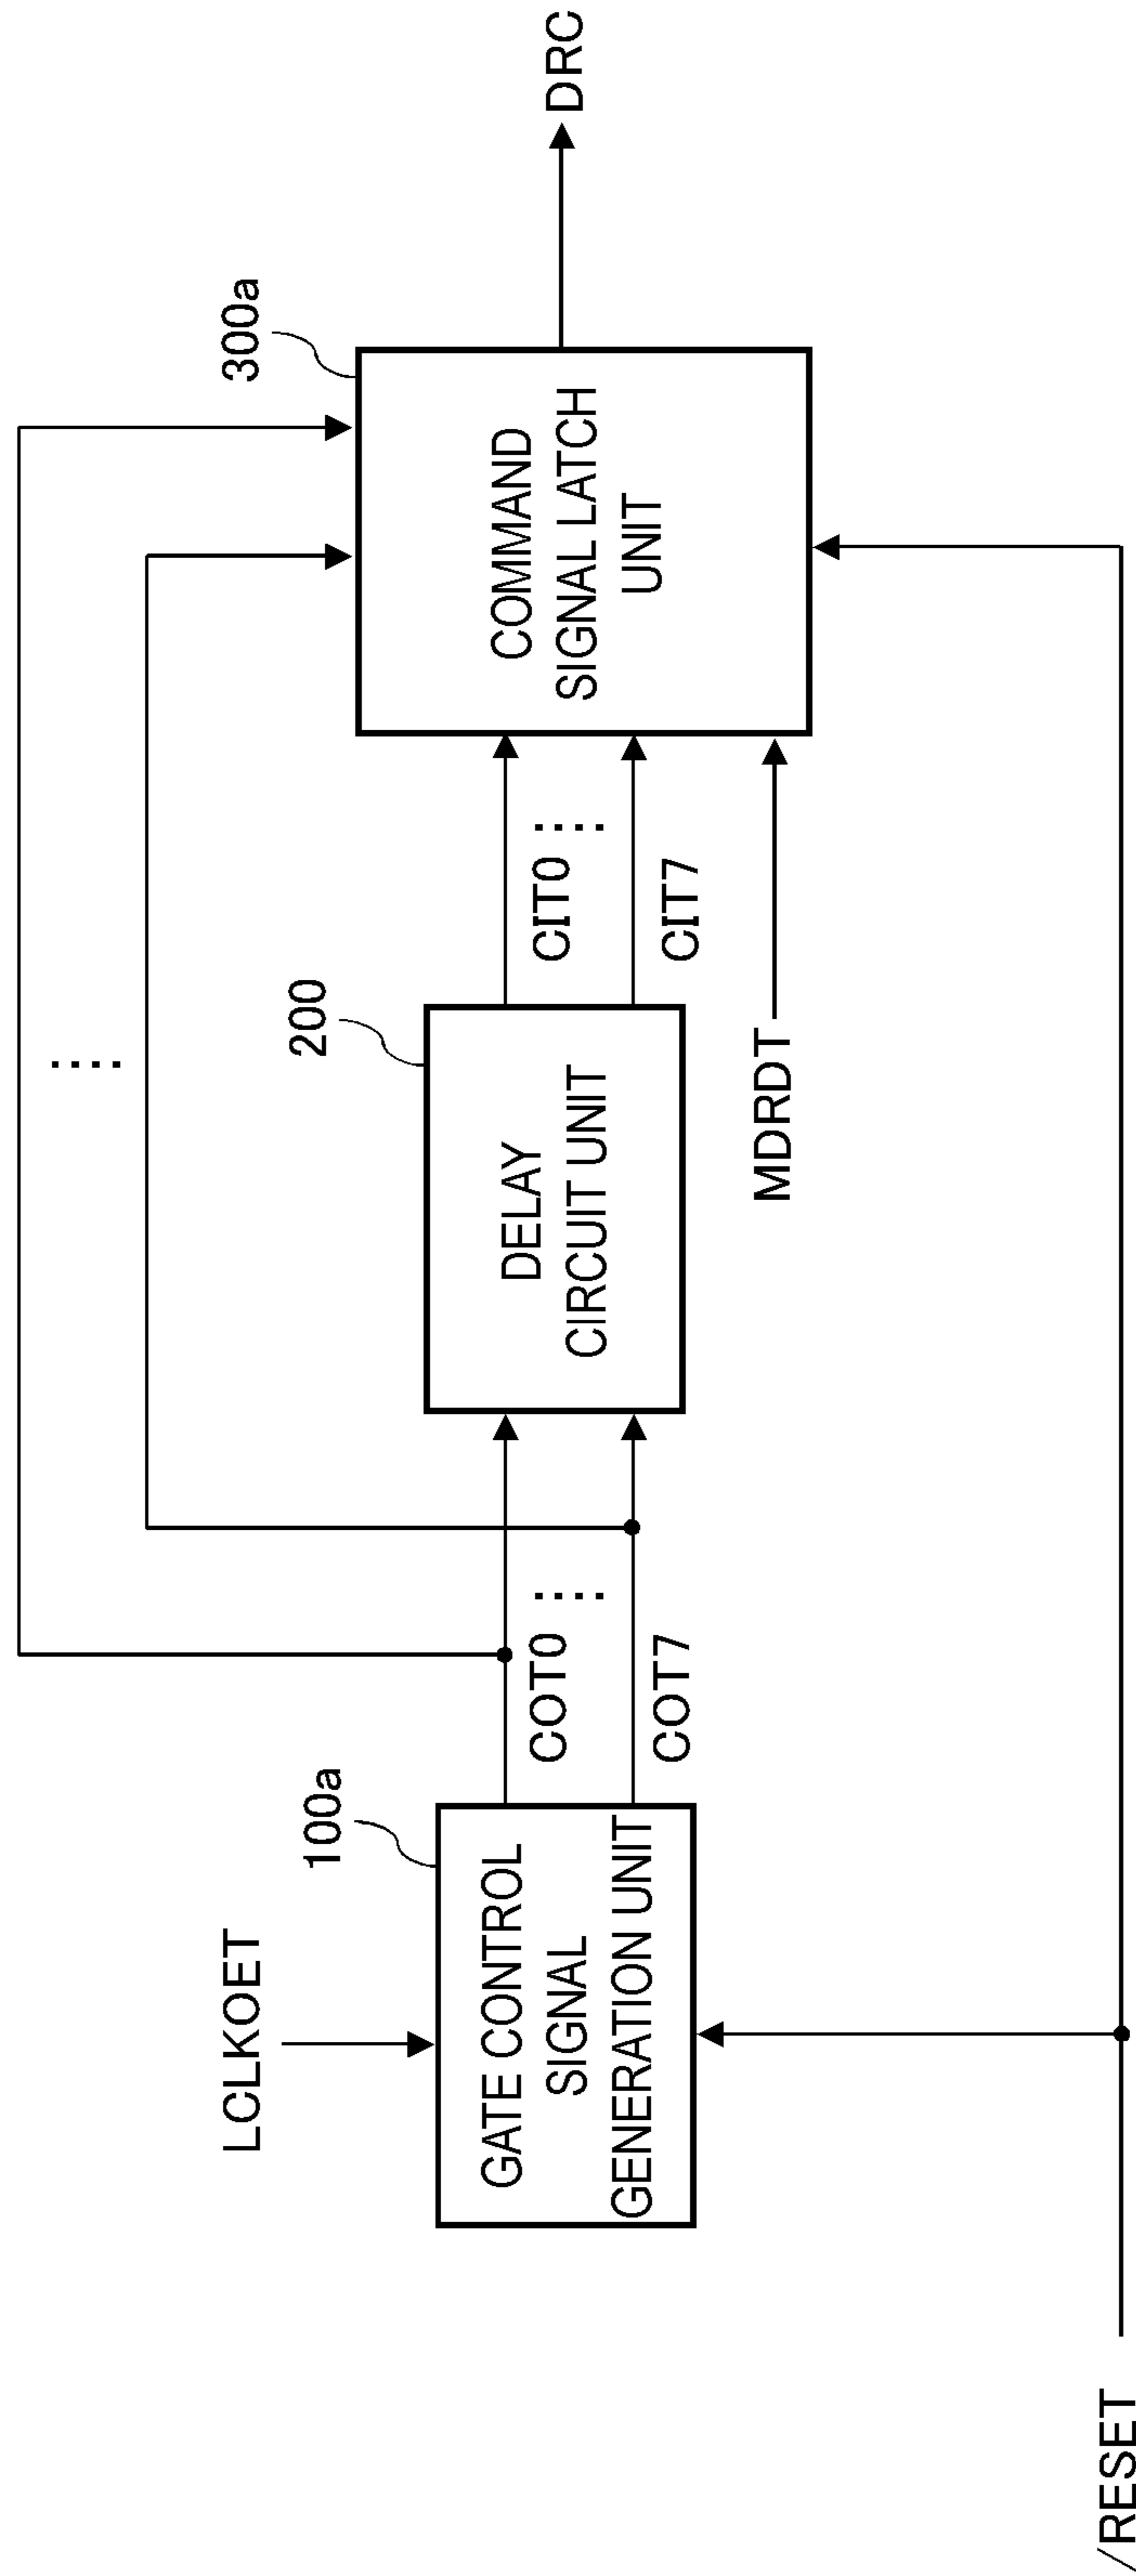 LCLKOET
100a
GATE CONTROL
SIGNAL
GENERATION UNIT
COT0
COT7
200
DELAY
CIRCUIT UNIT
CIT0
CIT7
MDRDT
300a
COMMAND
SIGNAL LATCH
UNIT
DRC
/RESET